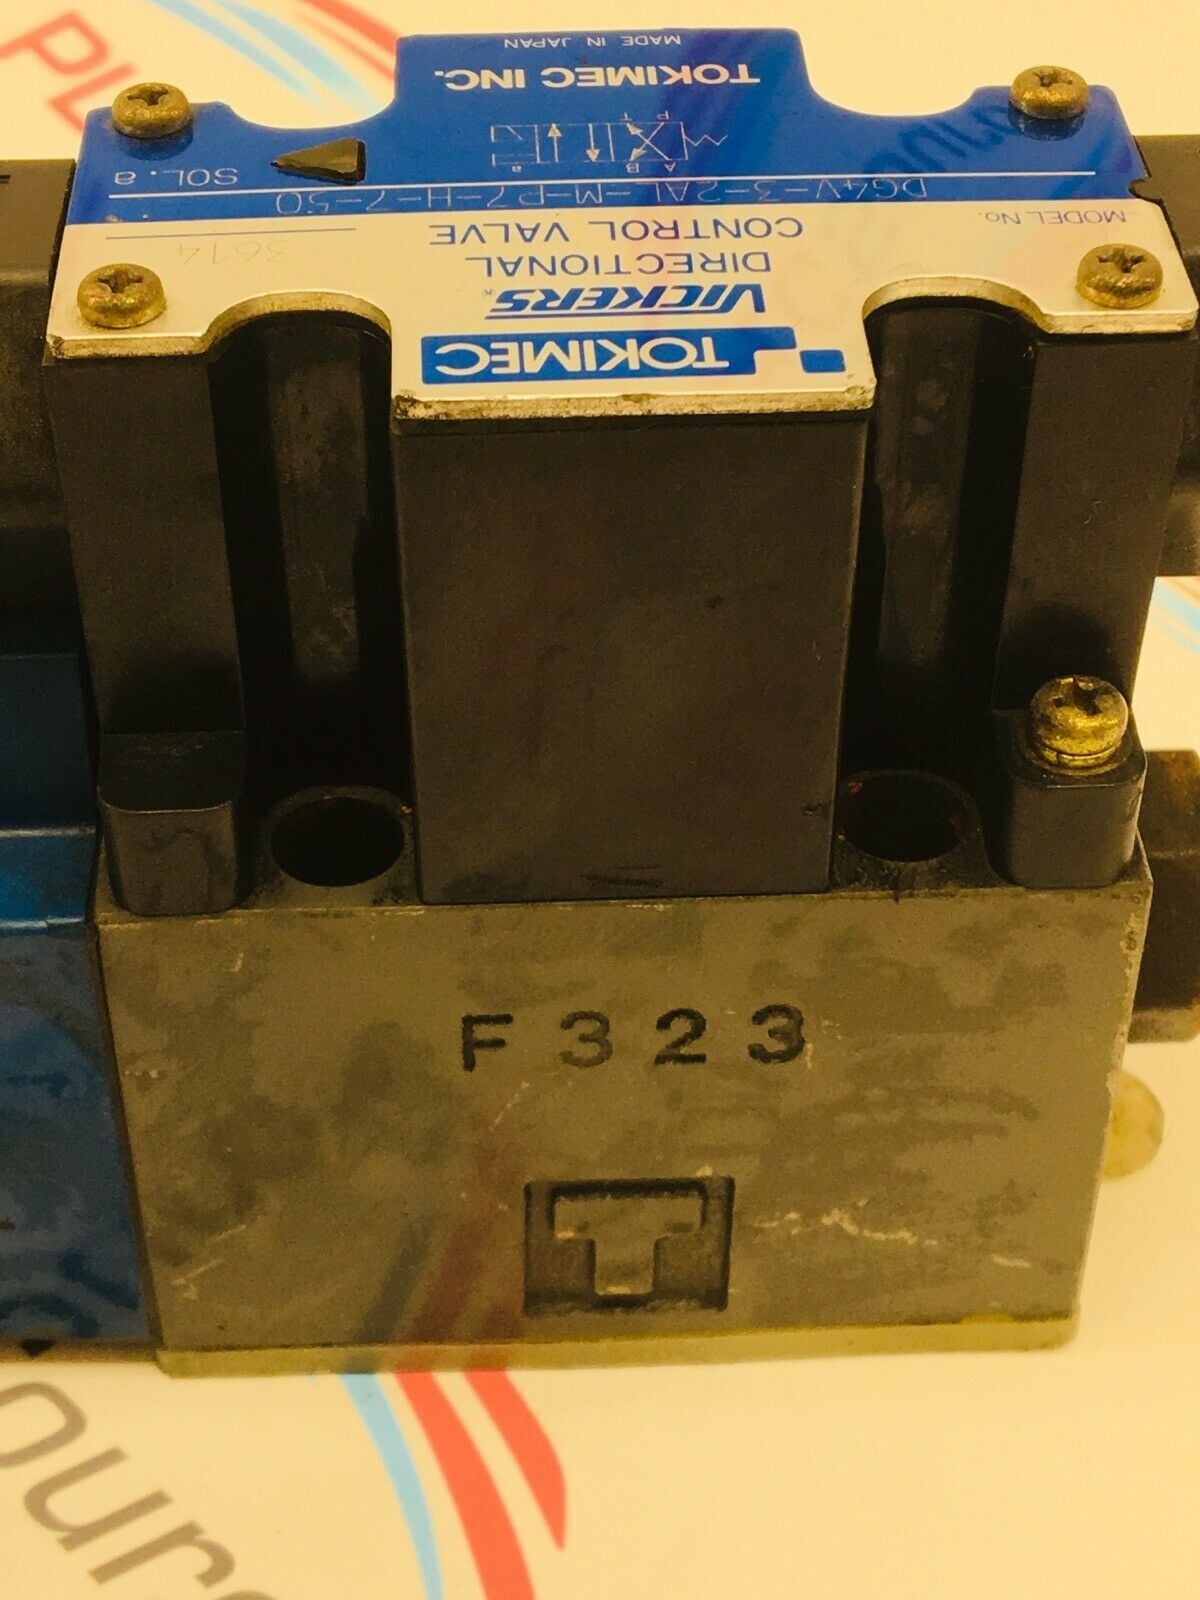 TOKIMEC
VICKERS®
DIRECTIONAL
CONTROL VALVE
MODEL No.
3614
DG4V-3-2AL-M-P7-H-7-50
SOL.a
A B
a
P T
TOKIMEC INC.
MADE IN JAPAN
F323
T